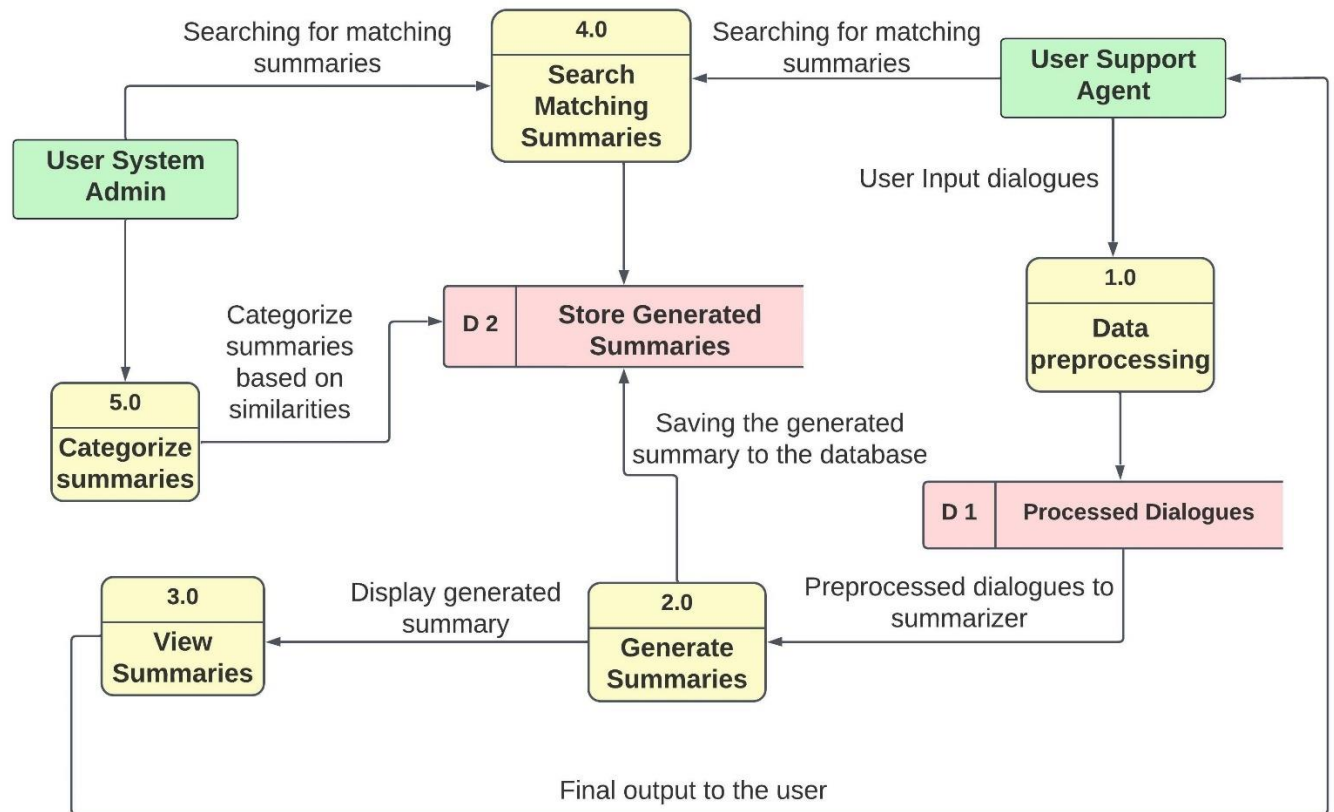 4.0
Search
Matching
Summaries
Searching for matching
summaries
Searching for matching
summaries
User Support
Agent
User System
Admin
User Input dialogues
1.0
Data
preprocessing
D 2
Store Generated
Summaries
Categorize
summaries
based on
similarities
5.0
Categorize
summaries
Saving the generated
summary to the database
D 1
Processed Dialogues
3.0
View
Summaries
Display generated
summary
2.0
Generate
Summaries
Preprocessed dialogues to
summarizer
Final output to the user